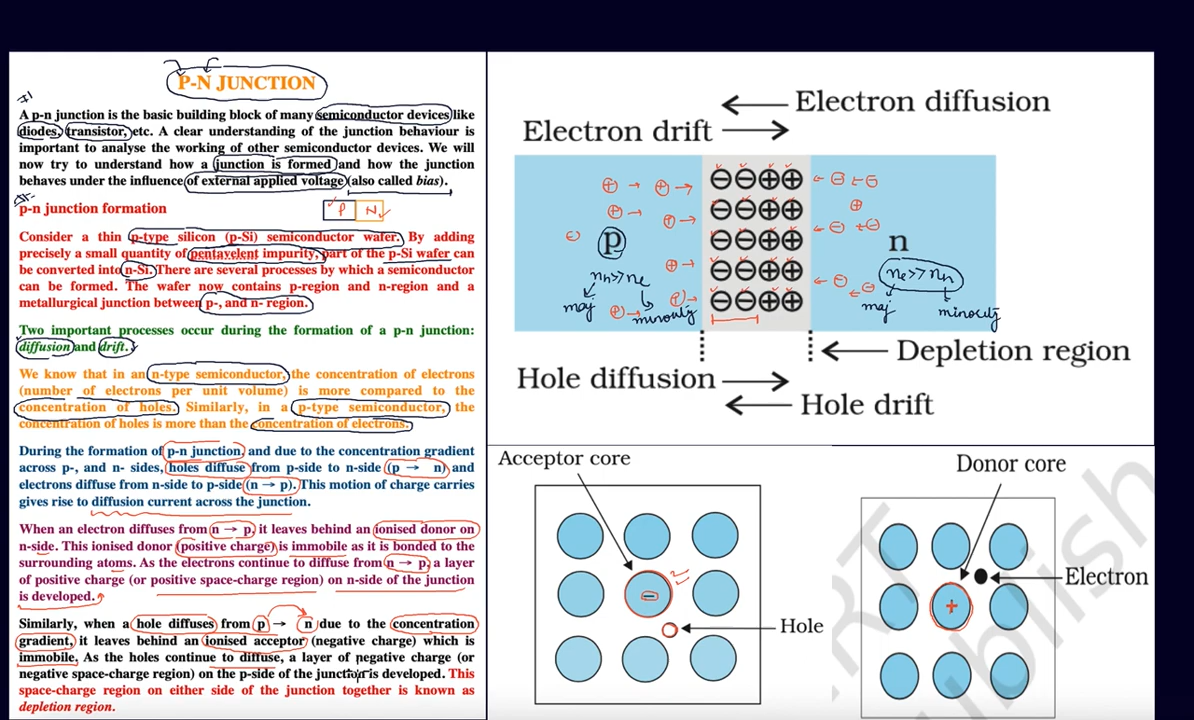 P-N JUNCTION
A p-n junction is the basic building block of many semiconductor devices like
diodes, transistor, etc. A clear understanding of the junction behaviour is
important to analyse the working of other semiconductor devices. We will
now try to understand how a junction is formed and how the junction
behaves under the influence of external applied voltage (also called bias).
p-n junction formation
P N
Consider a thin p-type silicon (p-Si) semiconductor wafer. By adding
precisely a small quantity of pentavelent impurity, part of the p-Si wafer can
be converted into n-Si. There are several processes by which a semiconductor
can be formed. The wafer now contains p-region and n-region and a
metallurgical junction between p-, and n- region.
Two important processes occur during the formation of a p-n junction:
diffusion and drift.
We know that in an n-type semiconductor, the concentration of electrons
(number of electrons per unit volume) is more compared to the
concentration of holes. Similarly, in a p-type semiconductor, the
concentration of holes is more than the concentration of electrons.
During the formation of p-n junction, and due to the concentration gradient
across p-, and n- sides, holes diffuse from p-side to n-side (p → n) and
electrons diffuse from n-side to p-side (n → p). This motion of charge carries
gives rise to diffusion current across the junction.
When an electron diffuses from n → p, it leaves behind an ionised donor on
n-side. This ionised donor (positive charge) is immobile as it is bonded to the
surrounding atoms. As the electrons continue to diffuse from n → p, a layer
of positive charge (or positive space-charge region) on n-side of the junction
is developed.
Similarly, when a hole diffuses from p → n due to the concentration
gradient, it leaves behind an ionised acceptor (negative charge) which is
immobile. As the holes continue to diffuse, a layer of negative charge (or
negative space-charge region) on the p-side of the junction is developed. This
space-charge region on either side of the junction together is known as
depletion region.
Electron diffusion
Electron drift
p
n
nh >> ne
maj
minority
ne >> nh
maj
minority
Depletion region
Hole diffusion
Hole drift
Acceptor core
Hole
Donor core
Electron